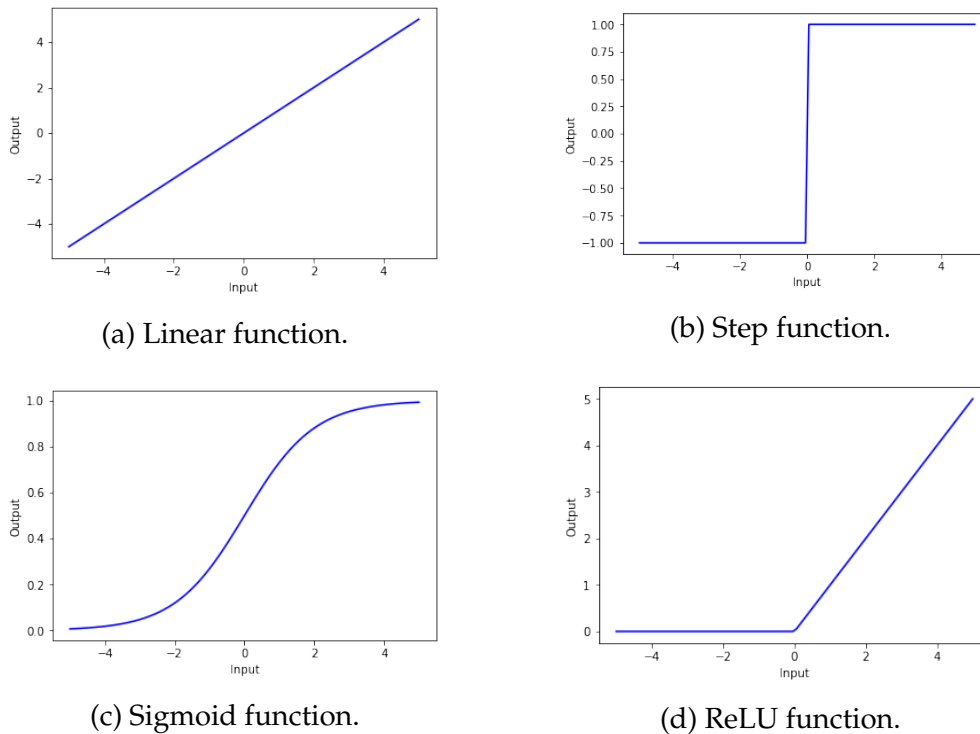 4
2
0
−2
−4
Output
−4 −2 0 2 4
Input
(a) Linear function.
1.00
0.75
0.50
0.25
0.00
−0.25
−0.50
−0.75
−1.00
Output
−4 −2 0 2 4
Input
(b) Step function.
1.0
0.8
0.6
0.4
0.2
0.0
Output
−4 −2 0 2 4
Input
(c) Sigmoid function.
5
4
3
2
1
0
Output
−4 −2 0 2 4
Input
(d) ReLU function.